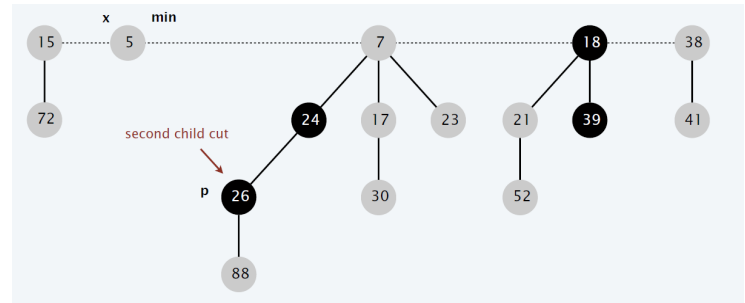 x min
15 5 7 18 38
72 24 17 23 21 39 41
second child cut
p 26 30 52
88